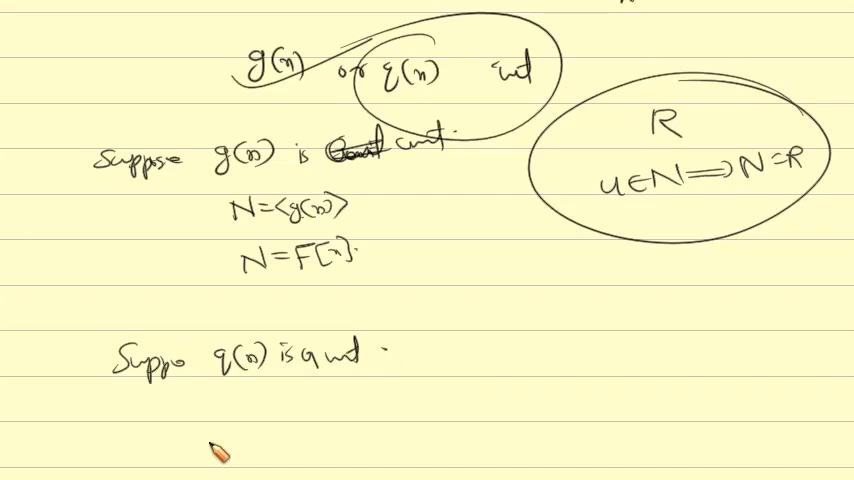 g(x) or q(x) unit
R
u∈N ⟹ N=R
Suppose g(x) is a unit.
N=<g(x)>
N=F[x].
Suppo q(x) is a unit.